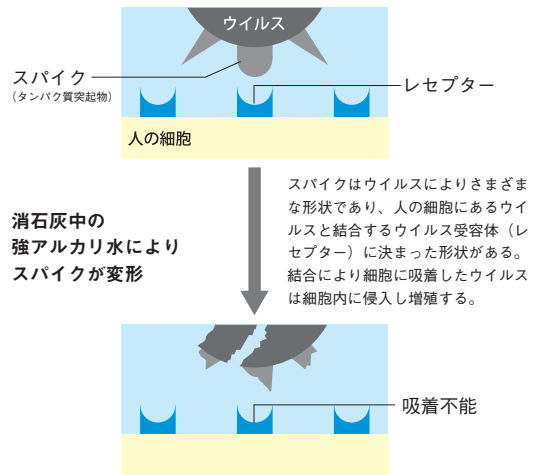 ウイルス
スパイク
(タンパク質突起物)
レセプター
人の細胞
消石灰中の
強アルカリ水により
スパイクが変形
スパイクはウイルスによりさまざま
な形状であり、人の細胞にあるウイ
ルスと結合するウイルス受容体（レ
セプター）に決まった形状がある。
結合により細胞に吸着したウイルス
は細胞内に侵入し増殖する。
吸着不能